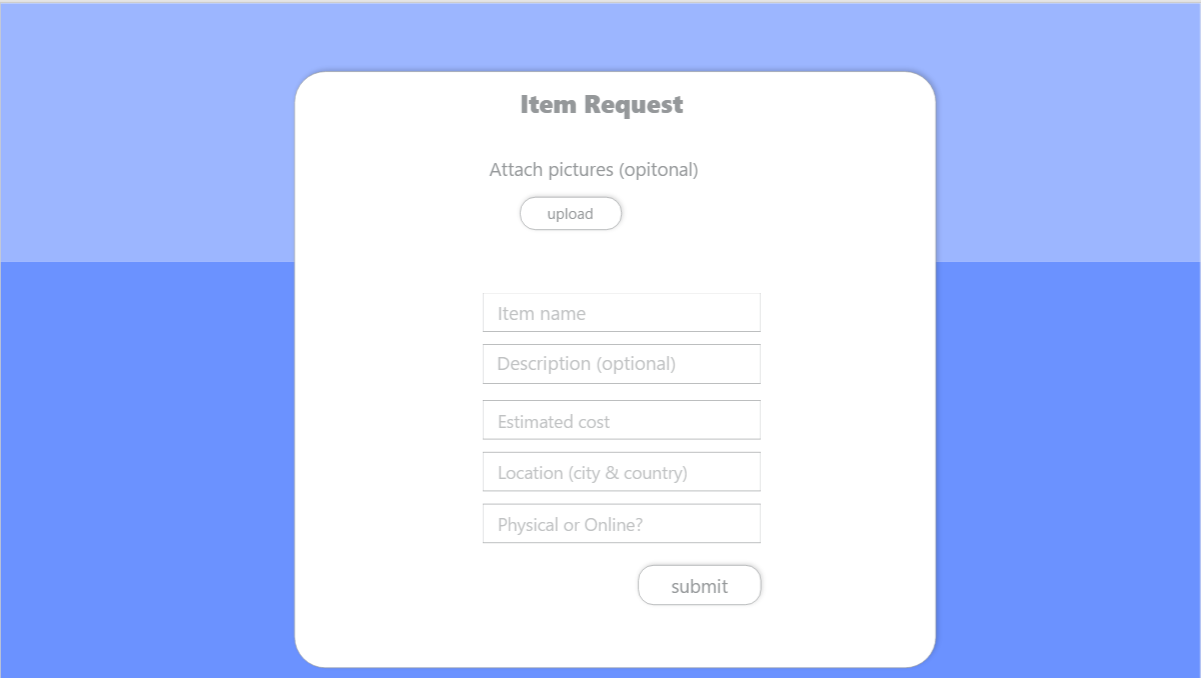 Item Request
Attach pictures (opitonal)
upload
Item name
Description (optional)
Estimated cost
Location (city & country)
Physical or Online?
submit